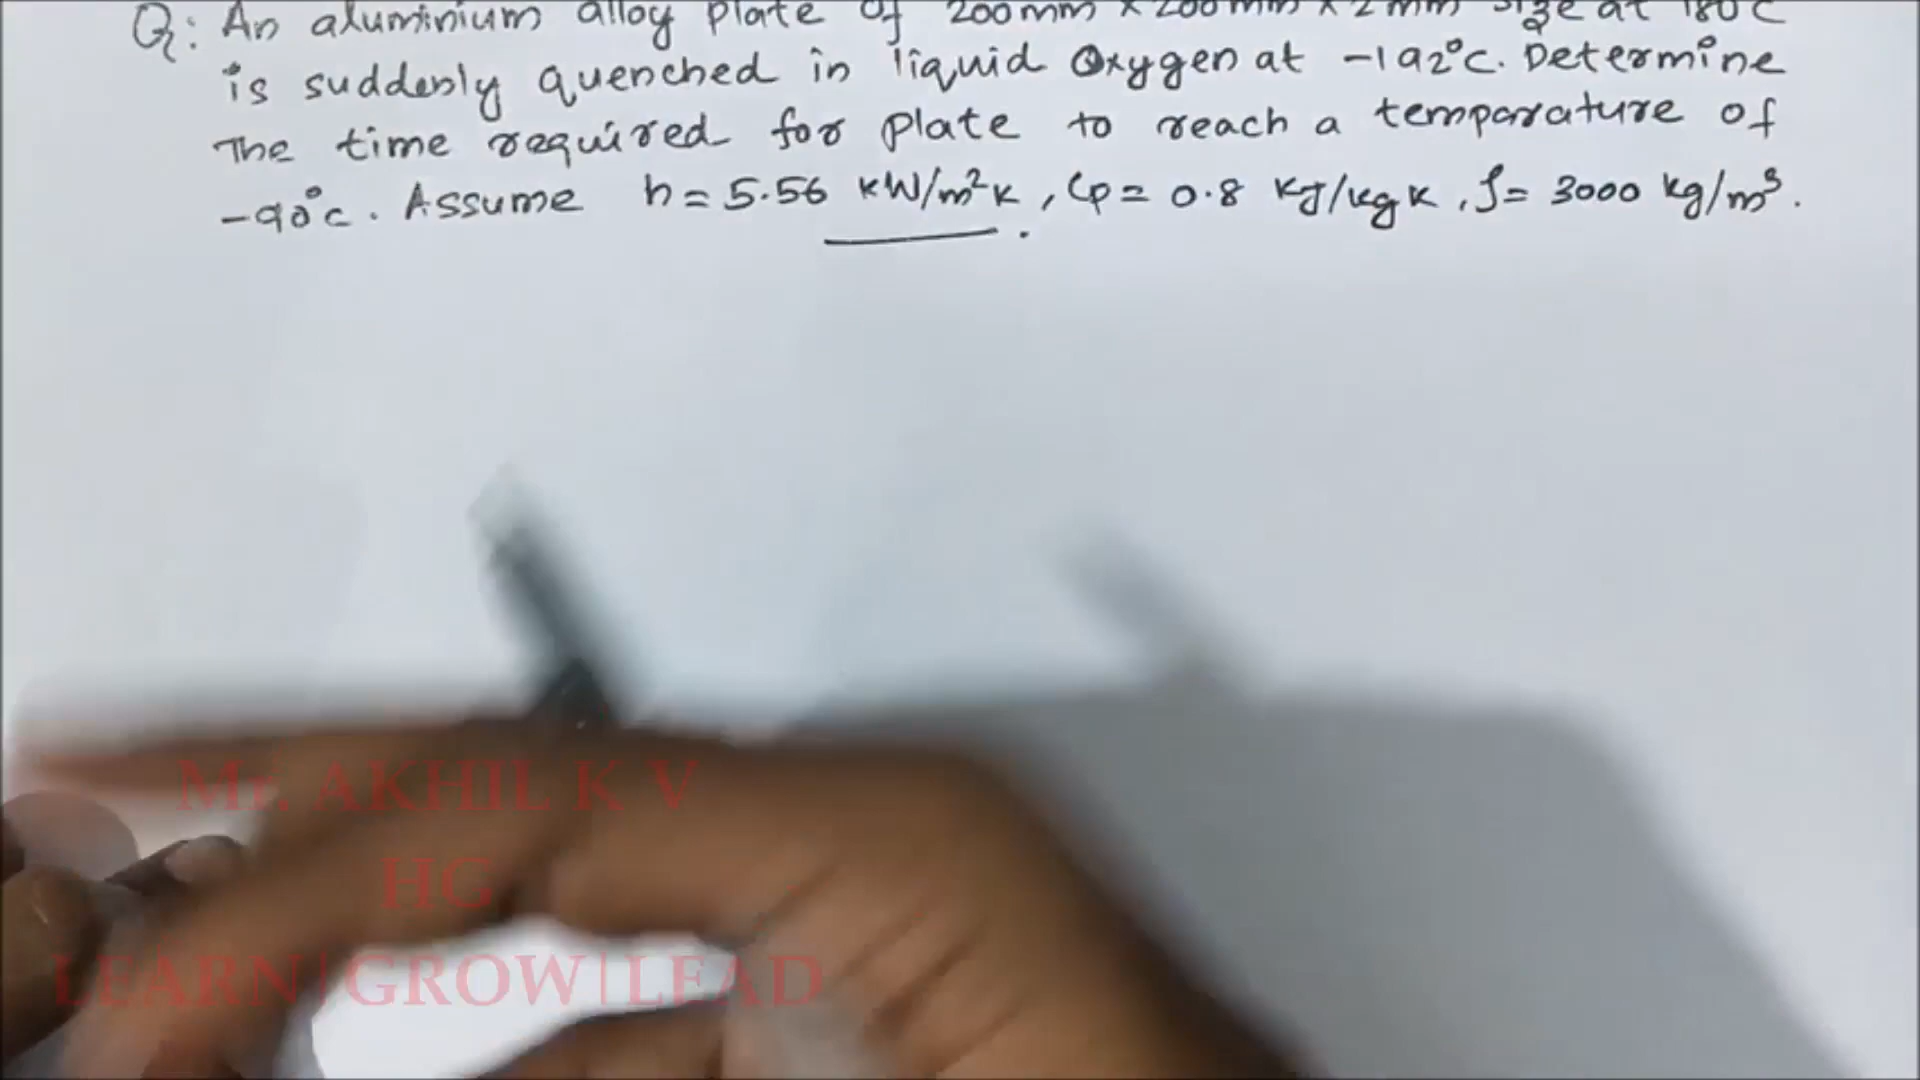 Q: An aluminium alloy plate of 200mm x 200mm x 2mm size at 180°C
is suddenly quenched in liquid Oxygen at -192°C. Determine
The time required for plate to reach a temparature of
-90°C. Assume h = 5.56 kW/m²K, Cp = 0.8 KJ/kgK, ρ = 3000 kg/m³.
Mr. AKHIL K V
HG
LEARN|GROW|LEAD